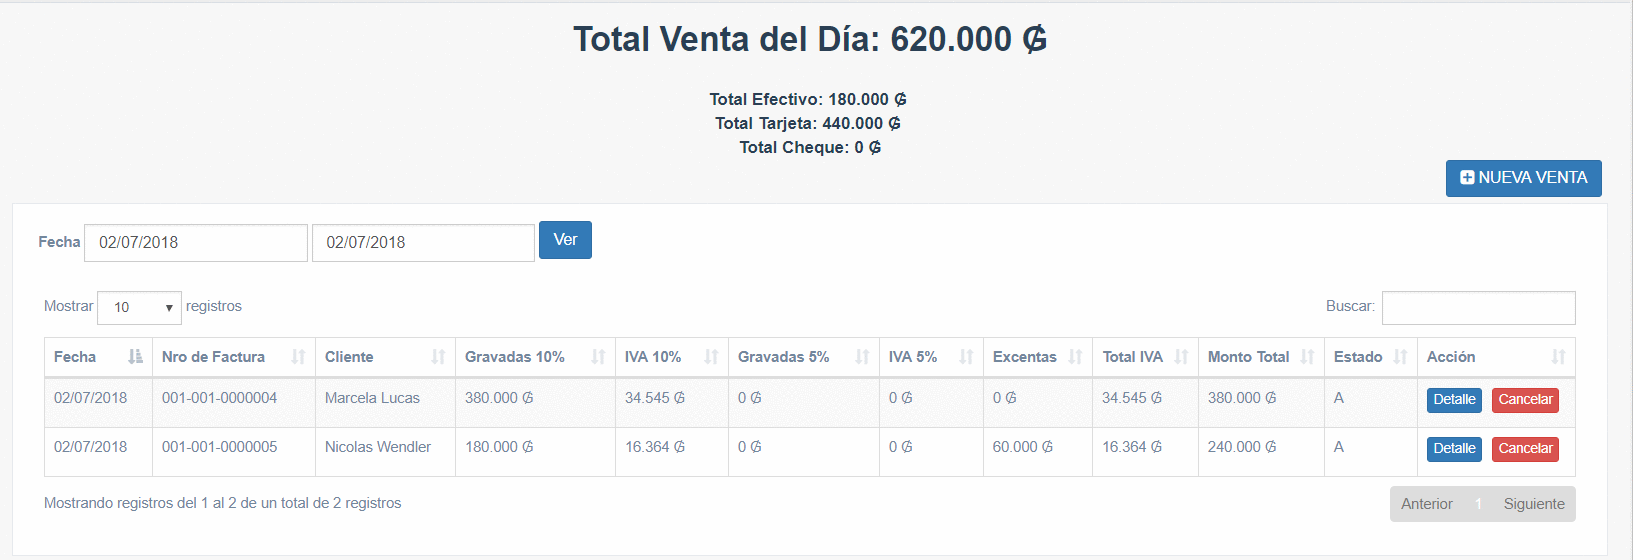 Total Venta del Día: 620.000 ₲
Total Efectivo: 180.000 ₲
Total Tarjeta: 440.000 ₲
Total Cheque: 0 ₲
NUEVA VENTA
Fecha 02/07/2018 02/07/2018 Ver
Mostrar 10 registros Buscar:
Fecha Nro de Factura Cliente Gravadas 10% IVA 10% Gravadas 5% IVA 5% Excentas Total IVA Monto Total Estado Acción
02/07/2018 001-001-0000004 Marcela Lucas 380.000 ₲ 34.545 ₲ 0 ₲ 0 ₲ 0 ₲ 34.545 ₲ 380.000 ₲ A Detalle Cancelar
02/07/2018 001-001-0000005 Nicolas Wendler 180.000 ₲ 16.364 ₲ 0 ₲ 0 ₲ 60.000 ₲ 16.364 ₲ 240.000 ₲ A Detalle Cancelar
Mostrando registros del 1 al 2 de un total de 2 registros Anterior 1 Siguiente